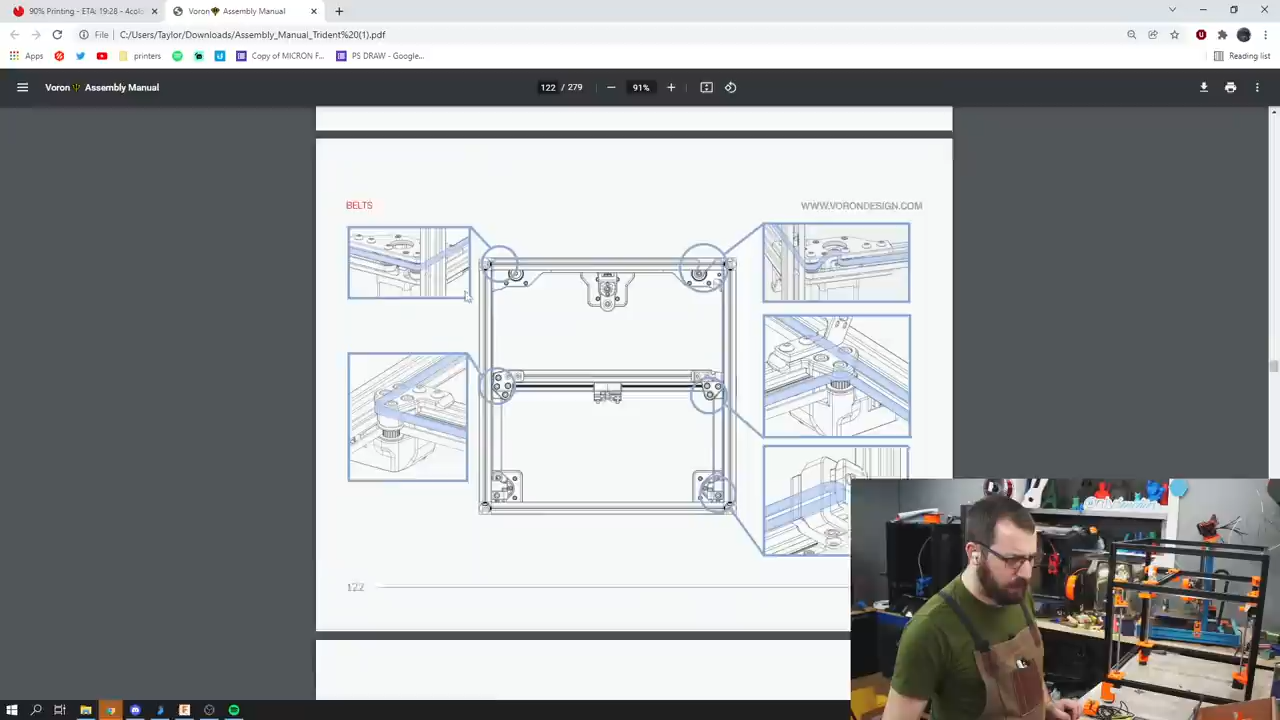 90% Printing - ETA: 19:28 - 4colo
Voron Assembly Manual
File
C:/Users/Taylor/Downloads/Assembly_Manual_Trident%20(1).pdf
Apps
printers
Copy of MICRON F...
PS DRAW - Google...
Reading list
Voron Assembly Manual
122 / 279
91%
BELTS
WWW.VORONDESIGN.COM
122